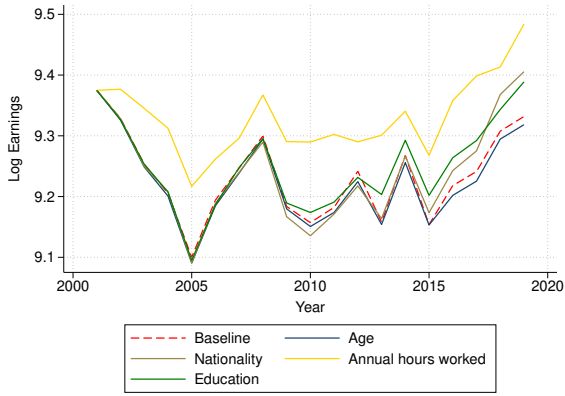 9.5
9.4
9.3
9.2
9.1
Log Earnings
2000 2005 2010 2015 2020
Year
Baseline Age
Nationality Annual hours worked
Education